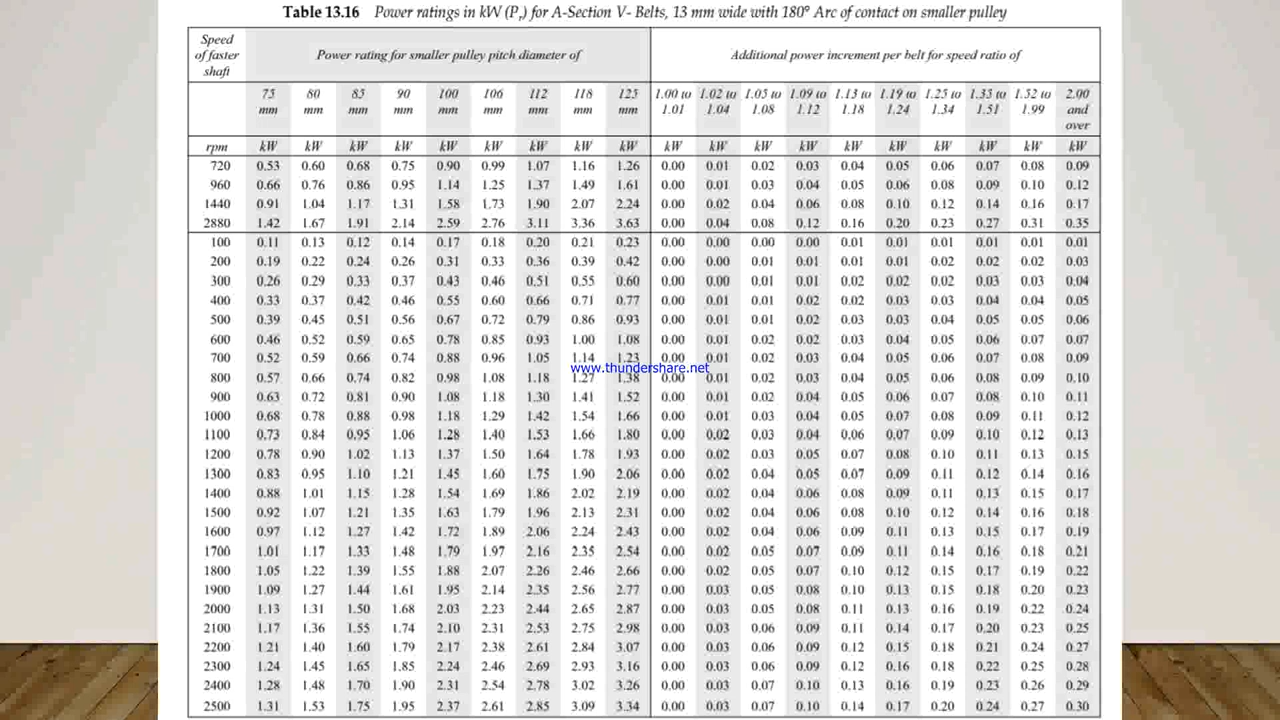 Table 13.16 Power ratings in kW (Pr) for A-Section V- Belts, 13 mm wide with 180° Arc of contact on smaller pulley
Speed of faster shaft Power rating for smaller pulley pitch diameter of Additional power increment per belt for speed ratio of
75 mm 80 mm 85 mm 90 mm 100 mm 106 mm 112 mm 118 mm 125 mm 1.00 to 1.01 1.02 to 1.04 1.05 to 1.08 1.09 to 1.12 1.13 to 1.18 1.19 to 1.24 1.25 to 1.34 1.35 to 1.51 1.52 to 1.99 2.00 and over
rpm kW kW kW kW kW kW kW kW kW kW kW kW kW kW kW kW kW kW kW
720 0.53 0.60 0.68 0.75 0.90 0.99 1.07 1.16 1.26 0.00 0.01 0.02 0.03 0.04 0.05 0.06 0.07 0.08 0.09
960 0.66 0.76 0.86 0.95 1.14 1.25 1.37 1.49 1.61 0.00 0.01 0.03 0.04 0.05 0.06 0.08 0.09 0.10 0.12
1440 0.91 1.04 1.17 1.31 1.58 1.73 1.90 2.07 2.24 0.00 0.02 0.04 0.06 0.08 0.10 0.12 0.14 0.16 0.17
2880 1.42 1.67 1.91 2.14 2.59 2.76 3.11 3.36 3.63 0.00 0.04 0.08 0.12 0.16 0.20 0.23 0.27 0.31 0.35
100 0.11 0.13 0.12 0.14 0.17 0.18 0.20 0.21 0.23 0.00 0.00 0.00 0.00 0.01 0.01 0.01 0.01 0.01 0.01
200 0.19 0.22 0.24 0.26 0.31 0.33 0.36 0.39 0.42 0.00 0.00 0.01 0.01 0.01 0.01 0.02 0.02 0.02 0.03
300 0.26 0.29 0.33 0.37 0.43 0.46 0.51 0.55 0.60 0.00 0.00 0.01 0.01 0.02 0.02 0.02 0.03 0.03 0.04
400 0.33 0.37 0.42 0.46 0.55 0.60 0.66 0.71 0.77 0.00 0.01 0.01 0.02 0.02 0.03 0.03 0.04 0.04 0.05
500 0.39 0.45 0.51 0.56 0.67 0.72 0.79 0.86 0.93 0.00 0.01 0.01 0.02 0.03 0.03 0.04 0.05 0.05 0.06
600 0.46 0.52 0.59 0.65 0.78 0.85 0.93 1.00 1.08 0.00 0.01 0.02 0.02 0.03 0.04 0.05 0.06 0.07 0.07
700 0.52 0.59 0.66 0.74 0.88 0.96 1.05 1.14 1.23 0.00 0.01 0.02 0.03 0.04 0.05 0.06 0.07 0.08 0.09
www.thundershare.net
800 0.57 0.66 0.74 0.82 0.98 1.08 1.18 1.27 1.38 0.00 0.01 0.02 0.03 0.04 0.05 0.06 0.08 0.09 0.10
900 0.63 0.72 0.81 0.90 1.08 1.18 1.30 1.41 1.52 0.00 0.01 0.02 0.04 0.05 0.06 0.07 0.08 0.10 0.11
1000 0.68 0.78 0.88 0.98 1.18 1.29 1.42 1.54 1.66 0.00 0.01 0.03 0.04 0.05 0.07 0.08 0.09 0.11 0.12
1100 0.73 0.84 0.95 1.06 1.28 1.40 1.53 1.66 1.80 0.00 0.02 0.03 0.04 0.06 0.07 0.09 0.10 0.12 0.13
1200 0.78 0.90 1.02 1.13 1.37 1.50 1.64 1.78 1.93 0.00 0.02 0.03 0.05 0.07 0.08 0.10 0.11 0.13 0.15
1300 0.83 0.95 1.10 1.21 1.45 1.60 1.75 1.90 2.06 0.00 0.02 0.04 0.05 0.07 0.09 0.11 0.12 0.14 0.16
1400 0.88 1.01 1.15 1.28 1.54 1.69 1.86 2.02 2.19 0.00 0.02 0.04 0.06 0.08 0.09 0.11 0.13 0.15 0.17
1500 0.92 1.07 1.21 1.35 1.63 1.79 1.96 2.13 2.31 0.00 0.02 0.04 0.06 0.08 0.10 0.12 0.14 0.16 0.18
1600 0.97 1.12 1.27 1.42 1.72 1.89 2.06 2.24 2.43 0.00 0.02 0.04 0.06 0.09 0.11 0.13 0.15 0.17 0.19
1700 1.01 1.17 1.33 1.48 1.79 1.97 2.16 2.35 2.54 0.00 0.02 0.05 0.07 0.09 0.11 0.14 0.16 0.18 0.21
1800 1.05 1.22 1.39 1.55 1.88 2.07 2.26 2.46 2.66 0.00 0.02 0.05 0.07 0.10 0.12 0.15 0.17 0.19 0.22
1900 1.09 1.27 1.44 1.61 1.95 2.14 2.35 2.56 2.77 0.00 0.03 0.05 0.08 0.10 0.13 0.15 0.18 0.20 0.23
2000 1.13 1.31 1.50 1.68 2.03 2.23 2.44 2.65 2.87 0.00 0.03 0.05 0.08 0.11 0.13 0.16 0.19 0.22 0.24
2100 1.17 1.36 1.55 1.74 2.10 2.31 2.53 2.75 2.98 0.00 0.03 0.06 0.09 0.11 0.14 0.17 0.20 0.23 0.25
2200 1.21 1.40 1.60 1.79 2.17 2.38 2.61 2.84 3.07 0.00 0.03 0.06 0.09 0.12 0.15 0.18 0.21 0.24 0.27
2300 1.24 1.45 1.65 1.85 2.24 2.46 2.69 2.93 3.16 0.00 0.03 0.06 0.09 0.12 0.16 0.18 0.22 0.25 0.28
2400 1.28 1.48 1.70 1.90 2.31 2.54 2.78 3.02 3.26 0.00 0.03 0.07 0.10 0.13 0.16 0.19 0.23 0.26 0.29
2500 1.31 1.53 1.75 1.95 2.37 2.61 2.85 3.09 3.34 0.00 0.03 0.07 0.10 0.14 0.17 0.20 0.24 0.27 0.30